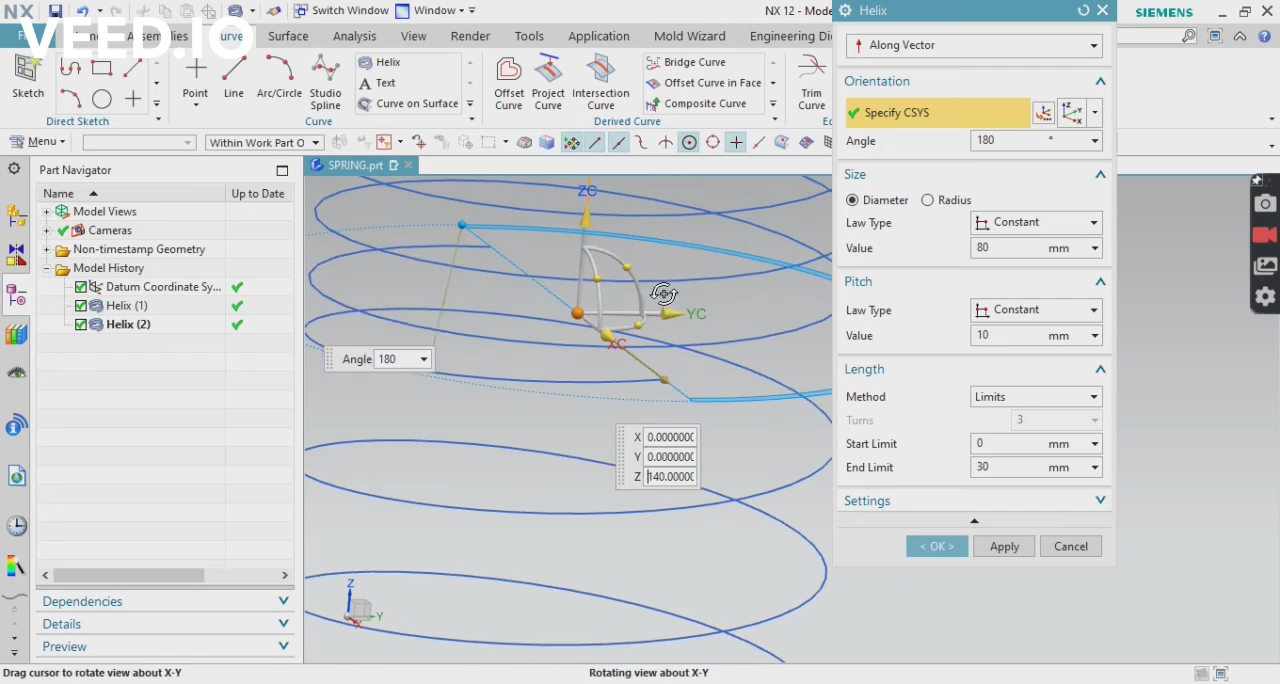 NX
Switch Window
Window
NX 12 - Mode
Helix
SIEMENS
VEED.IO
Assemblies
Curve
Surface
Analysis
View
Render
Tools
Application
Mold Wizard
Engineering Di
Sketch
Point
Line
Arc/Circle
Studio
Spline
Helix
Text
Curve on Surface
Offset
Curve
Project
Curve
Intersection
Curve
Bridge Curve
Offset Curve in Face
Composite Curve
Trim
Curve
Direct Sketch
Curve
Derived Curve
Menu
Within Work Part O
Part Navigator
Name
Up to Date
Model Views
Cameras
Non-timestamp Geometry
Model History
Datum Coordinate Sy...
Helix (1)
Helix (2)
Dependencies
Details
Preview
SPRING.prt
ZC
YC
XC
Angle 180
X 0.0000000
Y 0.0000000
Z 140.00000
Z
Y
X
Along Vector
Orientation
Specify CSYS
Angle 180 °
Size
Diameter Radius
Law Type Constant
Value 80 mm
Pitch
Law Type Constant
Value 10 mm
Length
Method Limits
Turns 3
Start Limit 0 mm
End Limit 30 mm
Settings
< OK > Apply Cancel
Drag cursor to rotate view about X-Y
Rotating view about X-Y